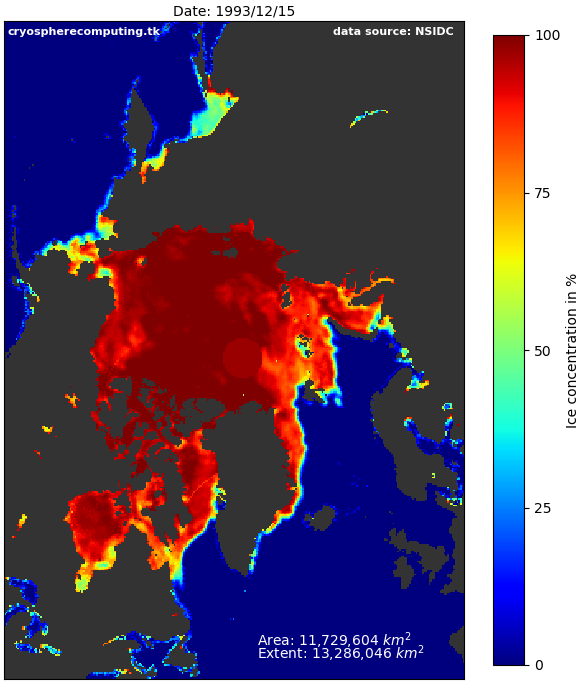 Date: 1993/12/15
cryospherecomputing.tk data source: NSIDC
100
75
50
25
0
Ice concentration in %
Area: 11,729,604 km²
Extent: 13,286,046 km²